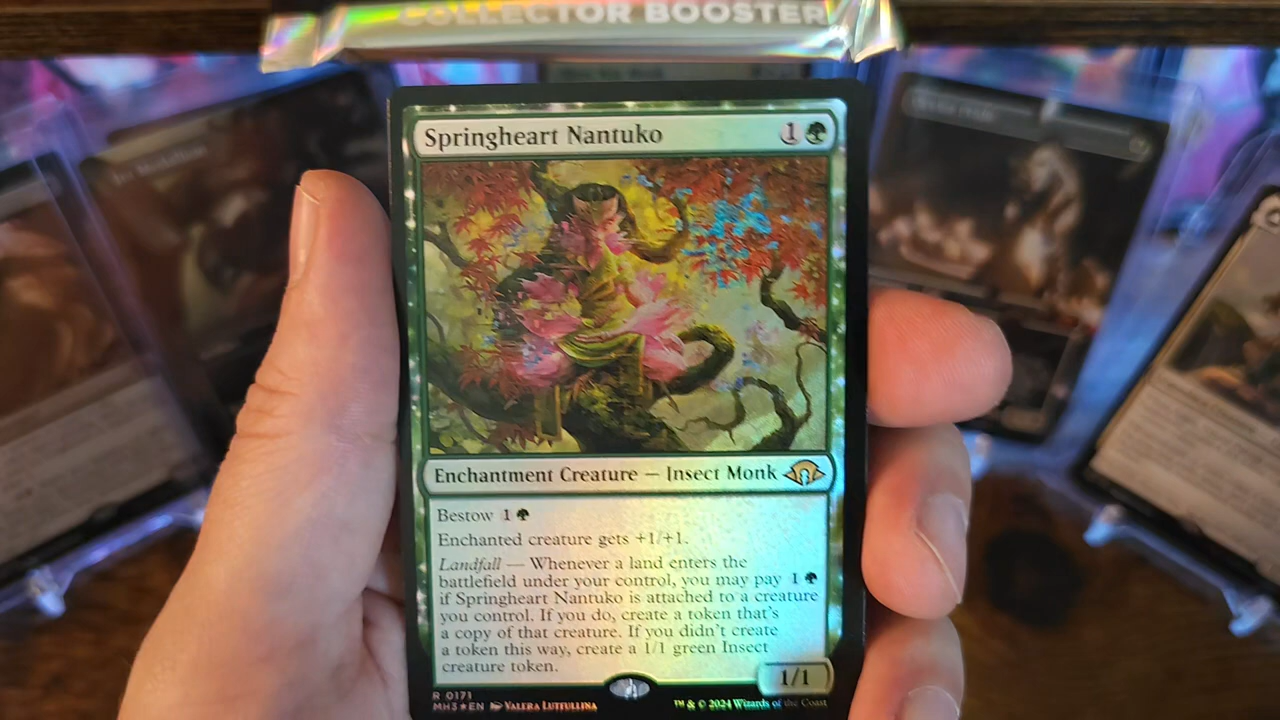 COLLECTOR BOOSTER
Springheart Nantuko 1
Enchantment Creature — Insect Monk
Bestow 1
Enchanted creature gets +1/+1.
Landfall — Whenever a land enters the
battlefield under your control, you may pay 1
if Springheart Nantuko is attached to a creature
you control. If you do, create a token that's
a copy of that creature. If you didn't create
a token this way, create a 1/1 green Insect
creature token.
1/1
R 0171
MH3★EN VALERA LUTFULLINA
™ & © 2024 Wizards of the Coast